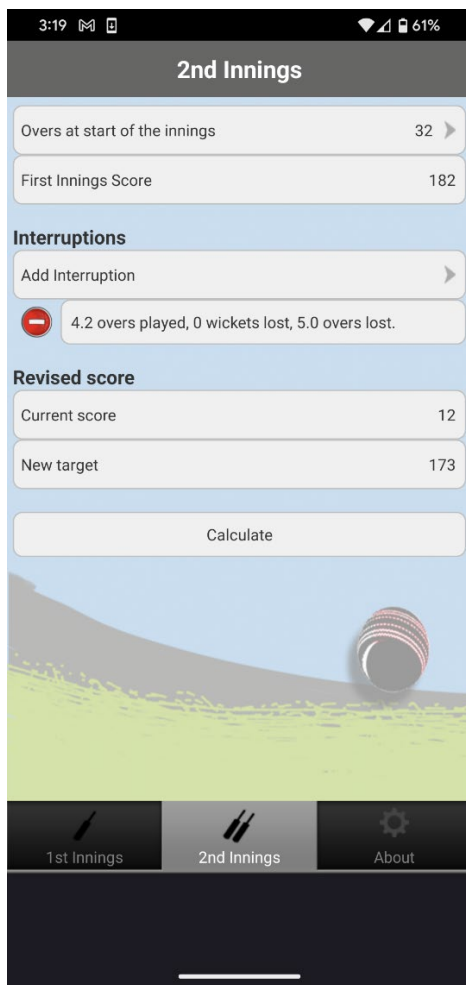 3:19 61%
2nd Innings
Overs at start of the innings 32
First Innings Score 182
Interruptions
Add Interruption
4.2 overs played, 0 wickets lost, 5.0 overs lost.
Revised score
Current score 12
New target 173
Calculate
1st Innings 2nd Innings About